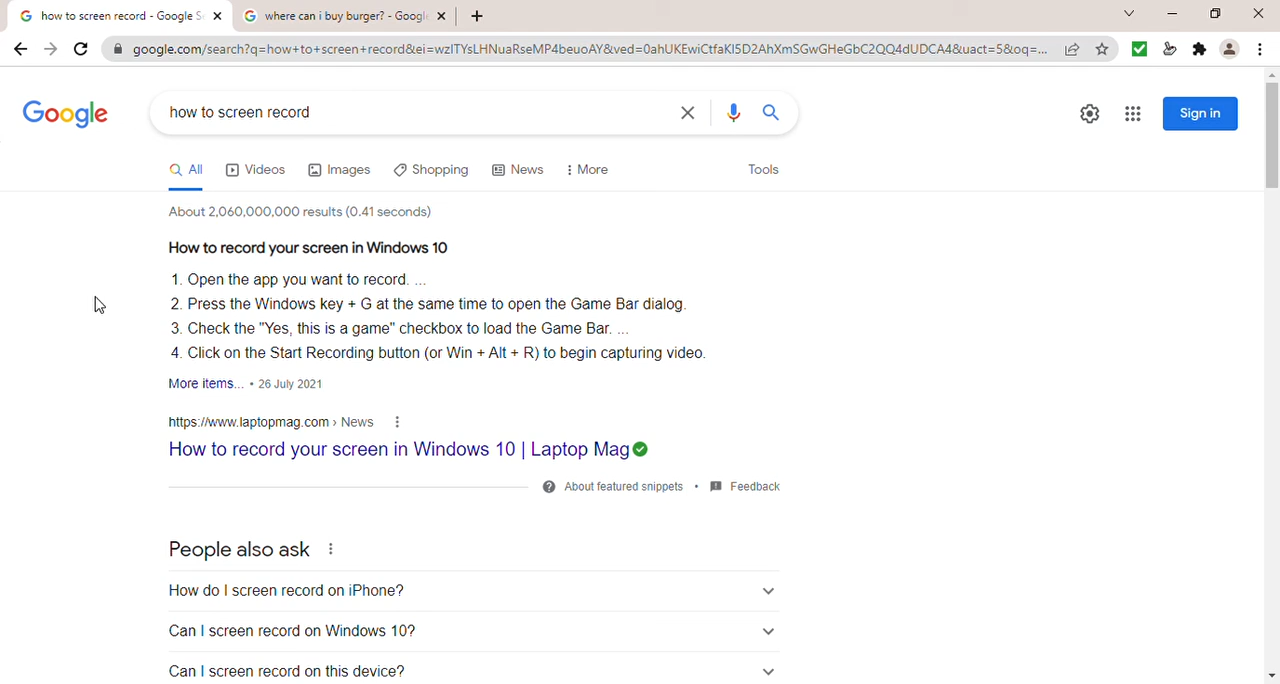 how to screen record - Google S
where can i buy burger? - Googl
google.com/search?q=how+to+screen+record&ei=wzITYsLHNuaRseMP4beuoAY&ved=0ahUKEwiCtfaKI5D2AhXmSGwGHeGbC2QQ4dUDCA4&uact=5&oq=...
Google
how to screen record
Sign in
All Videos Images Shopping News More Tools
About 2,060,000,000 results (0.41 seconds)
How to record your screen in Windows 10
1. Open the app you want to record. ...
2. Press the Windows key + G at the same time to open the Game Bar dialog.
3. Check the "Yes, this is a game" checkbox to load the Game Bar. ...
4. Click on the Start Recording button (or Win + Alt + R) to begin capturing video.
More items... • 26 July 2021
https://www.laptopmag.com › News
How to record your screen in Windows 10 | Laptop Mag
About featured snippets • Feedback
People also ask
How do I screen record on iPhone?
Can I screen record on Windows 10?
Can I screen record on this device?